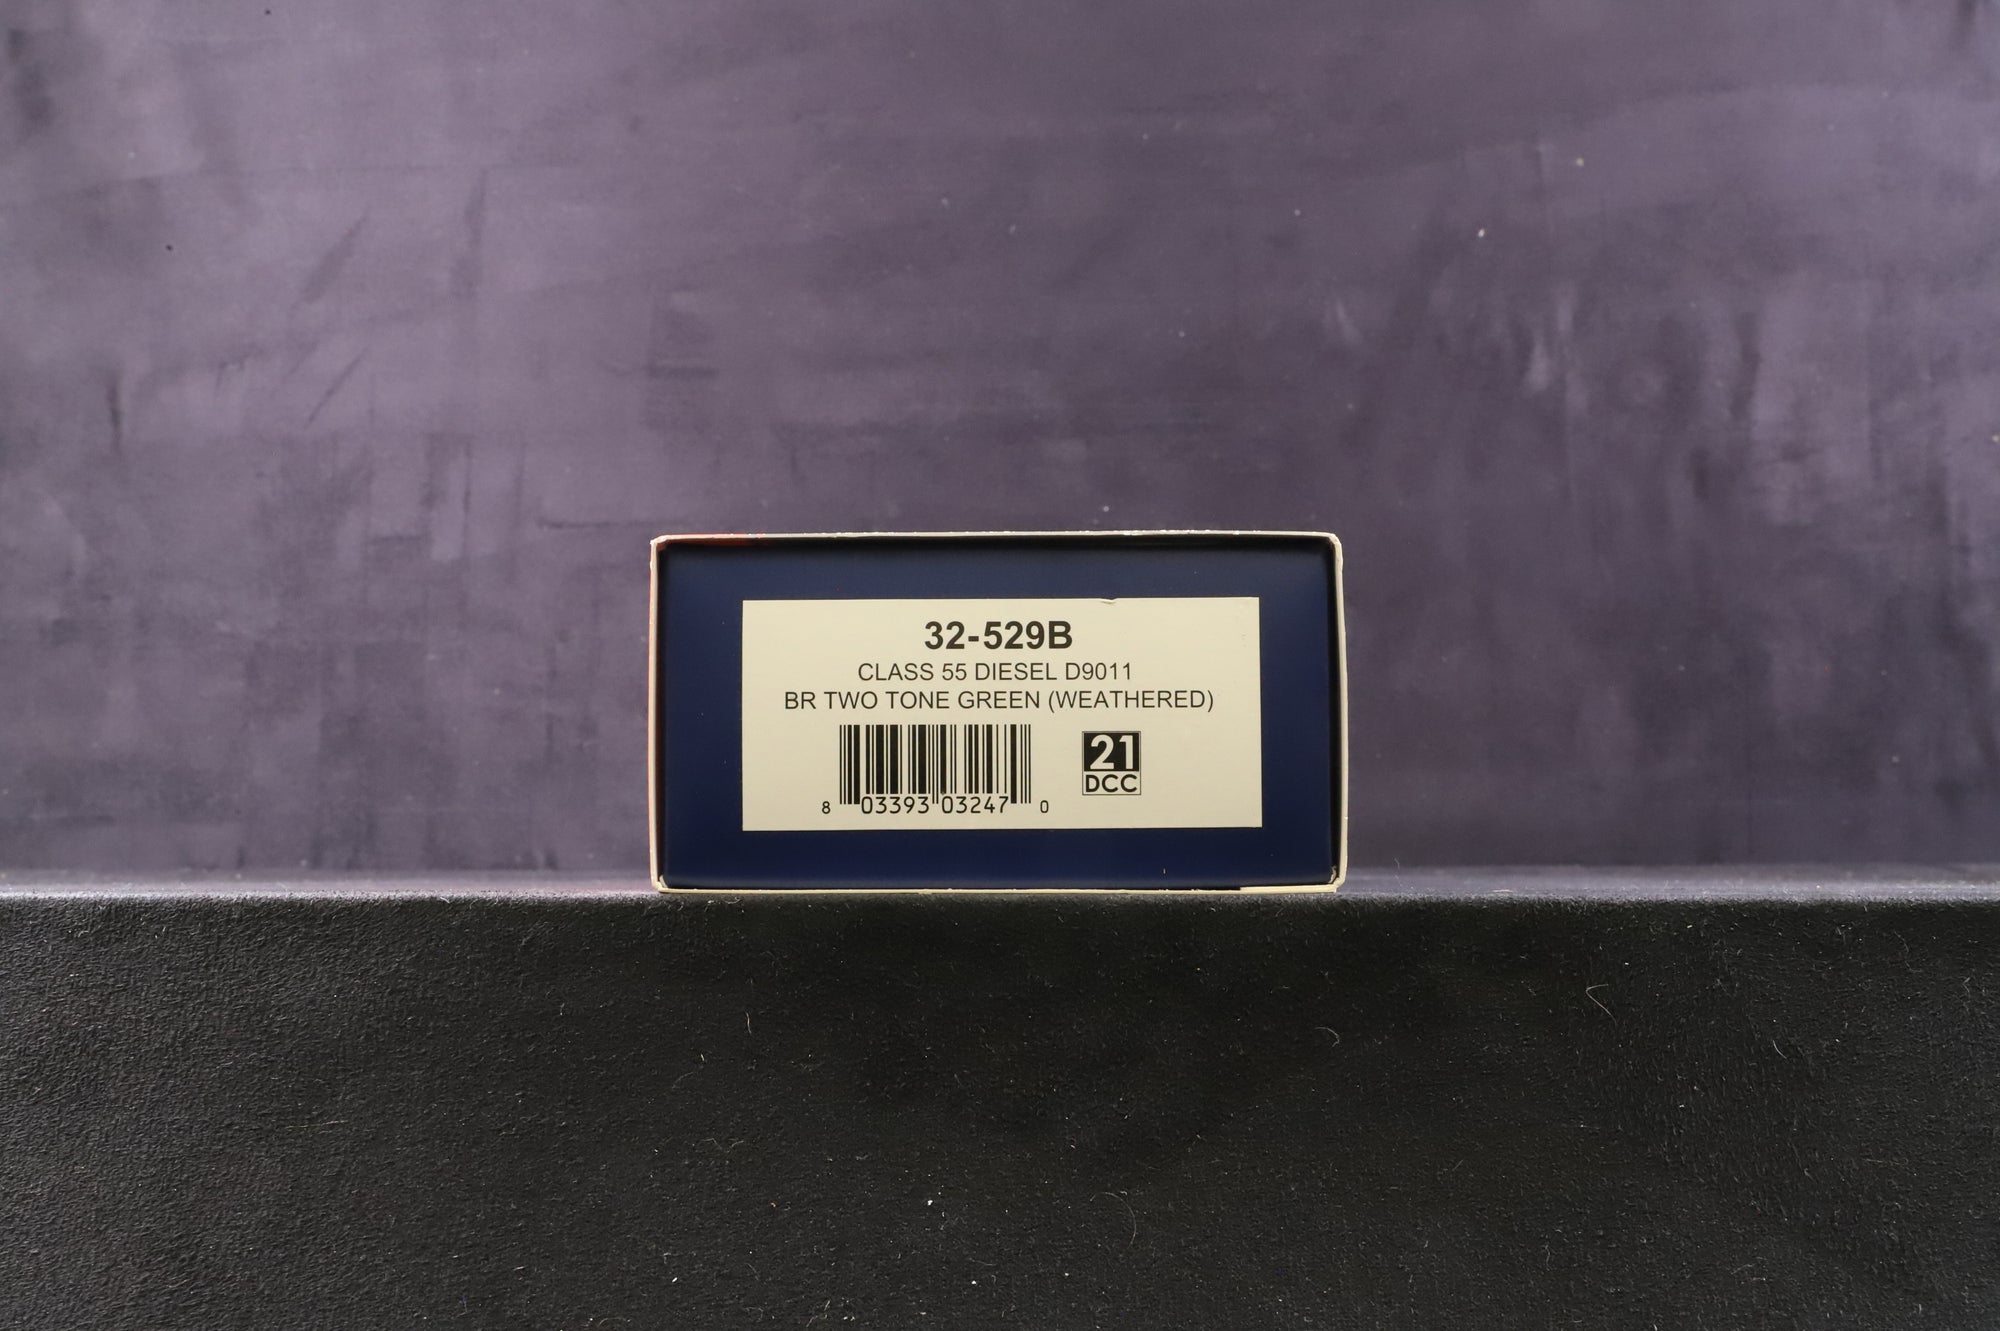 32-529B
CLASS 55 DIESEL D9011
BR TWO TONE GREEN (WEATHERED)
21
DCC
8 03393 03247 0